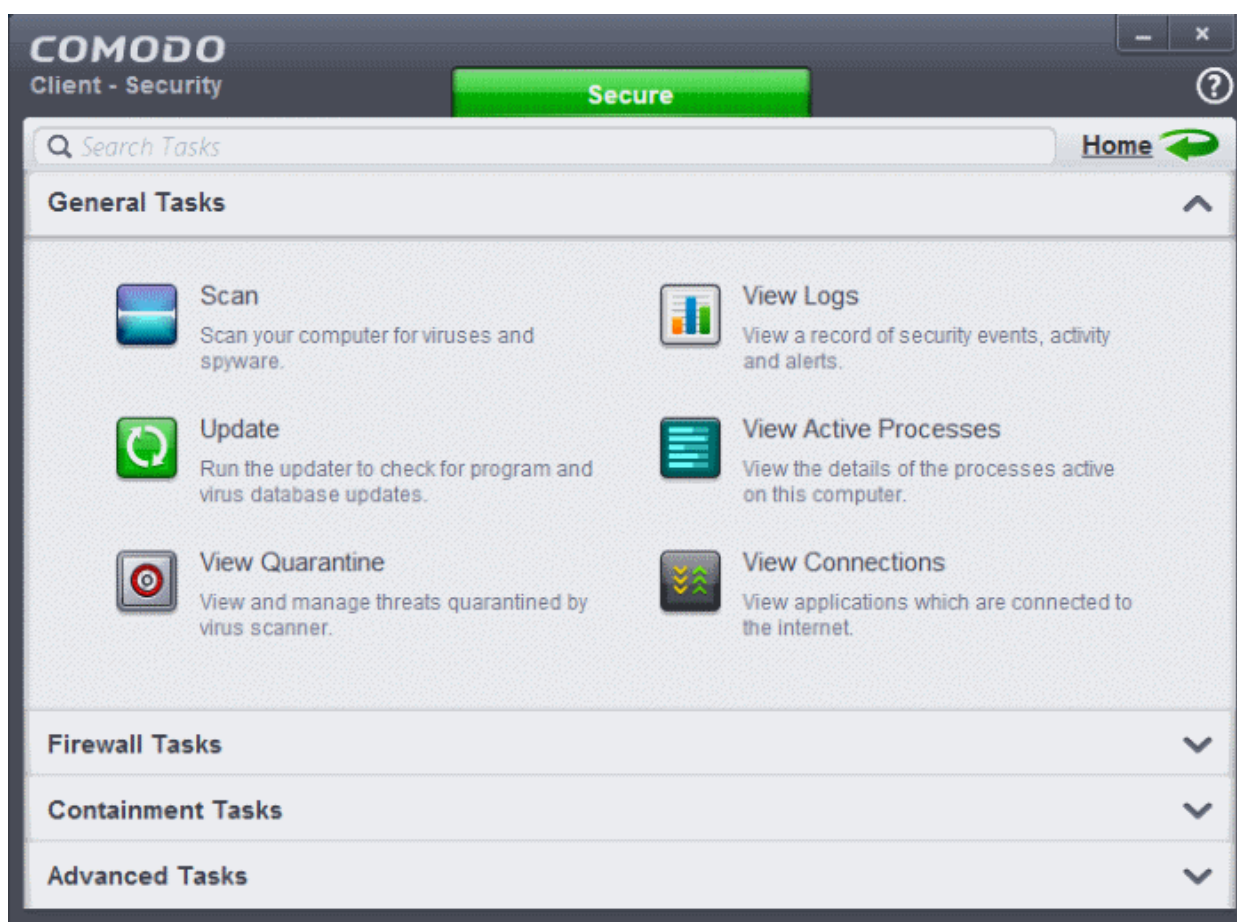 COMODO
Client - Security
Secure
Search Tasks
Home
General Tasks
Scan
Scan your computer for viruses and
spyware.
View Logs
View a record of security events, activity
and alerts.
Update
Run the updater to check for program and
virus database updates.
View Active Processes
View the details of the processes active
on this computer.
View Quarantine
View and manage threats quarantined by
virus scanner.
View Connections
View applications which are connected to
the internet.
Firewall Tasks
Containment Tasks
Advanced Tasks